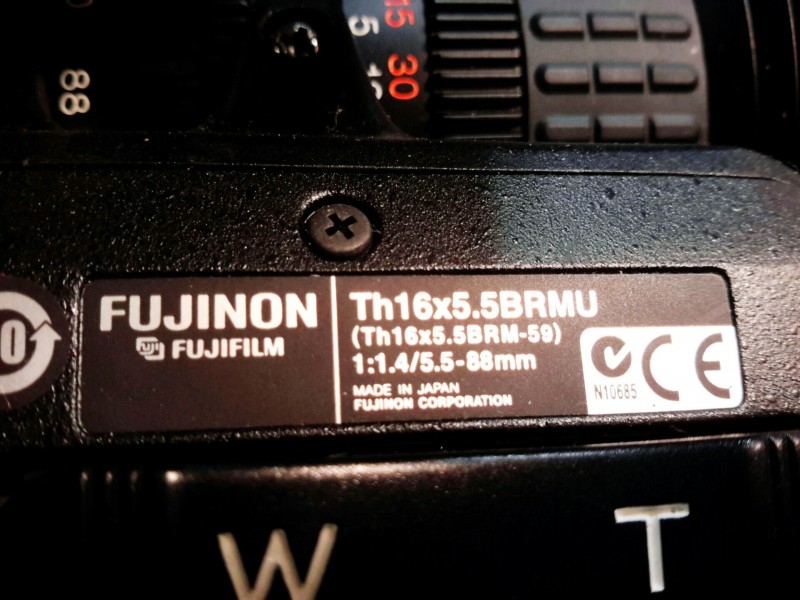 15
30
5
10
88
FUJINON
FUJIFILM
Th16x5.5BRMU
(Th16x5.5BRM-59)
1:1.4/5.5-88mm
MADE IN JAPAN
FUJINON CORPORATION
N10685
CE
W
T